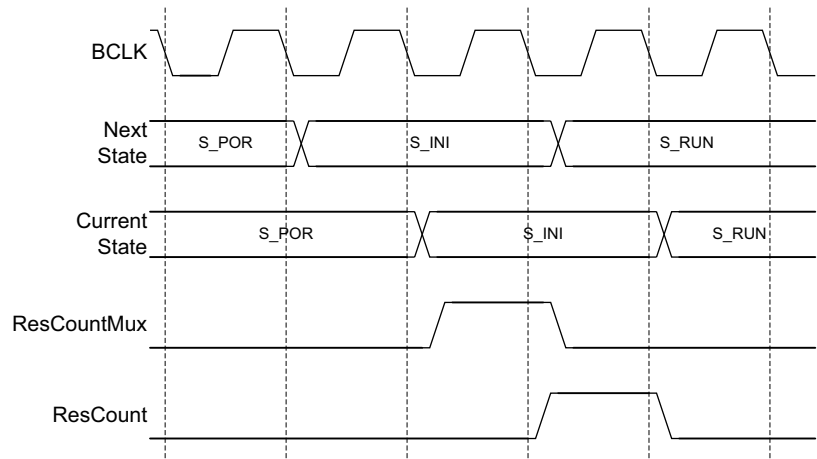 BCLK
Next
State
S_POR S_INI S_RUN
Current
State
S_POR S_INI S_RUN
ResCountMux
ResCount